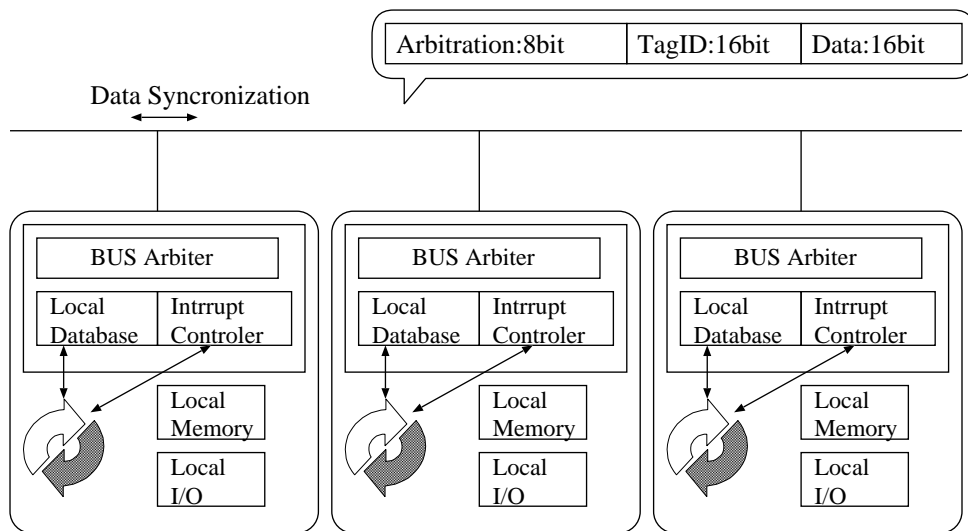 Arbitration:8bit TagID:16bit Data:16bit
Data Syncronization
BUS Arbiter
Local
Database
Intrrupt
Controler
Local
Memory
Local
I/O
BUS Arbiter
Local
Database
Intrrupt
Controler
Local
Memory
Local
I/O
BUS Arbiter
Local
Database
Intrrupt
Controler
Local
Memory
Local
I/O